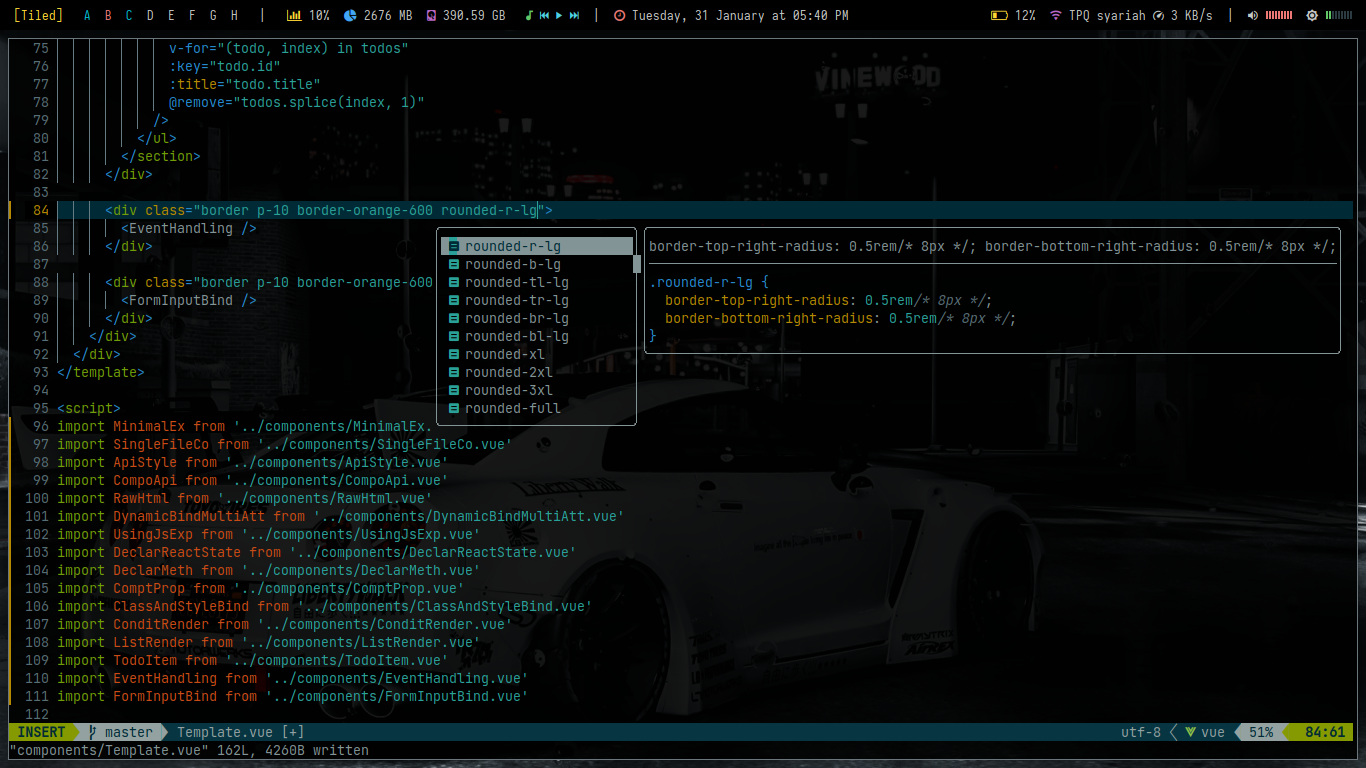 [Tiled] A B C D E F G H | 10% 2676 MB 390.59 GB | Tuesday, 31 January at 05:40 PM 12% TPQ syariah 3 KB/s |
75 v-for="(todo, index) in todos"
76 :key="todo.id"
77 :title="todo.title"
78 @remove="todos.splice(index, 1)"
79 />
80 </ul>
81 </section>
82 </div>
83
84 <div class="border p-10 border-orange-600 rounded-r-lg">
85 <EventHandling />
86 </div>
87
88 <div class="border p-10 border-orange-600
89 <FormInputBind />
90 </div>
91 </div>
92 </div>
93 </template>
94
95 <script>
96 import MinimalEx from '../components/MinimalEx.
97 import SingleFileCo from '../components/SingleFileCo.vue'
98 import ApiStyle from '../components/ApiStyle.vue'
99 import CompoApi from '../components/CompoApi.vue'
100 import RawHtml from '../components/RawHtml.vue'
101 import DynamicBindMultiAtt from '../components/DynamicBindMultiAtt.vue'
102 import UsingJsExp from '../components/UsingJsExp.vue'
103 import DeclarReactState from '../components/DeclarReactState.vue'
104 import DeclarMeth from '../components/DeclarMeth.vue'
105 import ComptProp from '../components/ComptProp.vue'
106 import ClassAndStyleBind from '../components/ClassAndStyleBind.vue'
107 import ConditRender from '../components/ConditRender.vue'
108 import ListRender from '../components/ListRender.vue'
109 import TodoItem from '../components/TodoItem.vue'
110 import EventHandling from '../components/EventHandling.vue'
111 import FormInputBind from '../components/FormInputBind.vue'
112
rounded-r-lg
rounded-b-lg
rounded-tl-lg
rounded-tr-lg
rounded-br-lg
rounded-bl-lg
rounded-xl
rounded-2xl
rounded-3xl
rounded-full
border-top-right-radius: 0.5rem/* 8px */; border-bottom-right-radius: 0.5rem/* 8px */;
.rounded-r-lg {
border-top-right-radius: 0.5rem/* 8px */;
border-bottom-right-radius: 0.5rem/* 8px */;
}
VINEWOOD
Liberty Walk
INSERT master Template.vue [+] utf-8 vue 51% 84:61
"components/Template.vue" 162L, 4260B written